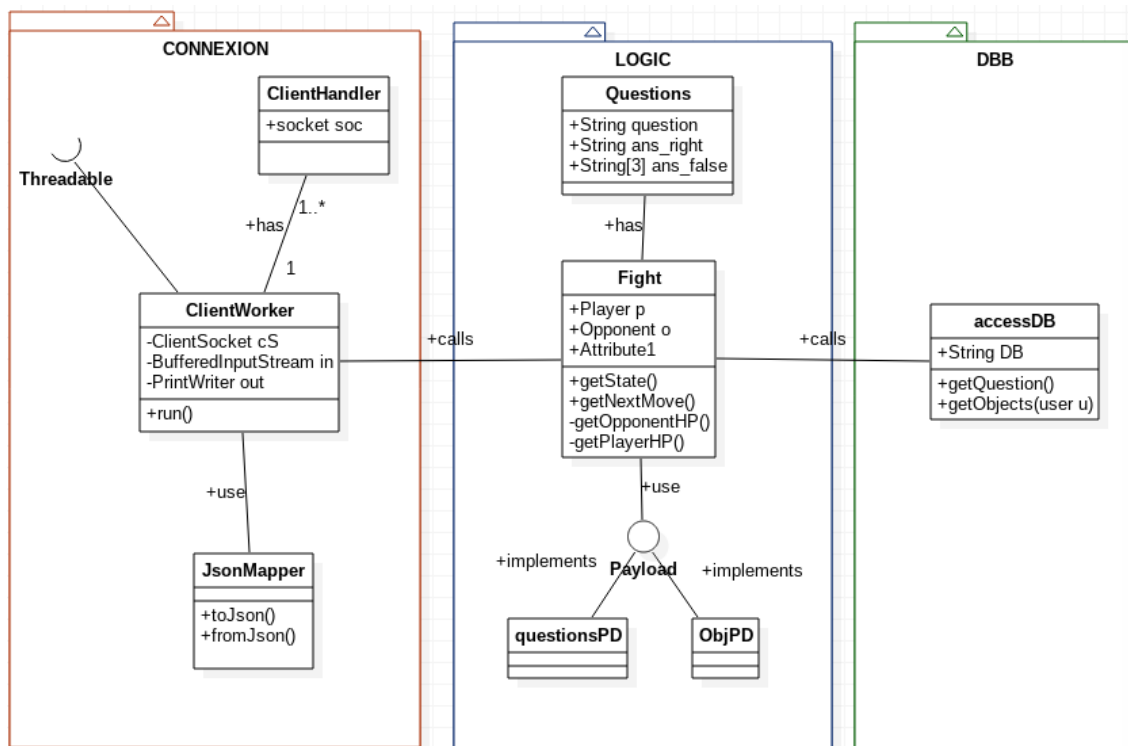 CONNEXION
ClientHandler
+socket soc
Threadable
+has
1..*
1
ClientWorker
-ClientSocket cS
-BufferedInputStream in
-PrintWriter out
+run()
+use
JsonMapper
+toJson()
+fromJson()
+calls
LOGIC
Questions
+String question
+String ans_right
+String[3] ans_false
+has
Fight
+Player p
+Opponent o
+Attribute1
+getState()
+getNextMove()
-getOpponentHP()
-getPlayerHP()
+use
Payload
+implements
+implements
questionsPD
ObjPD
+calls
DBB
accessDB
+String DB
+getQuestion()
+getObjects(user u)